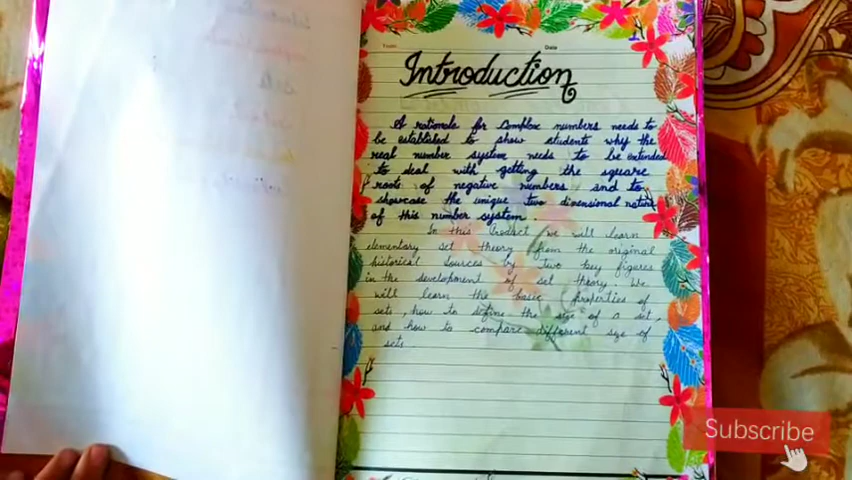 Date
Introduction
A rationale for Complex numbers needs to
be established to show students why the
real number system needs to be extended
to deal with getting the square
roots of negative numbers and to
showcase the unique two dimensional nature
of this number system.
In this Product we will learn
elementary set theory from the original
historical sources by two key figures
in the development of set theory. We
will learn the basic properties of
sets, how to define the size of a set,
and how to compare different size of
sets.
Subscribe